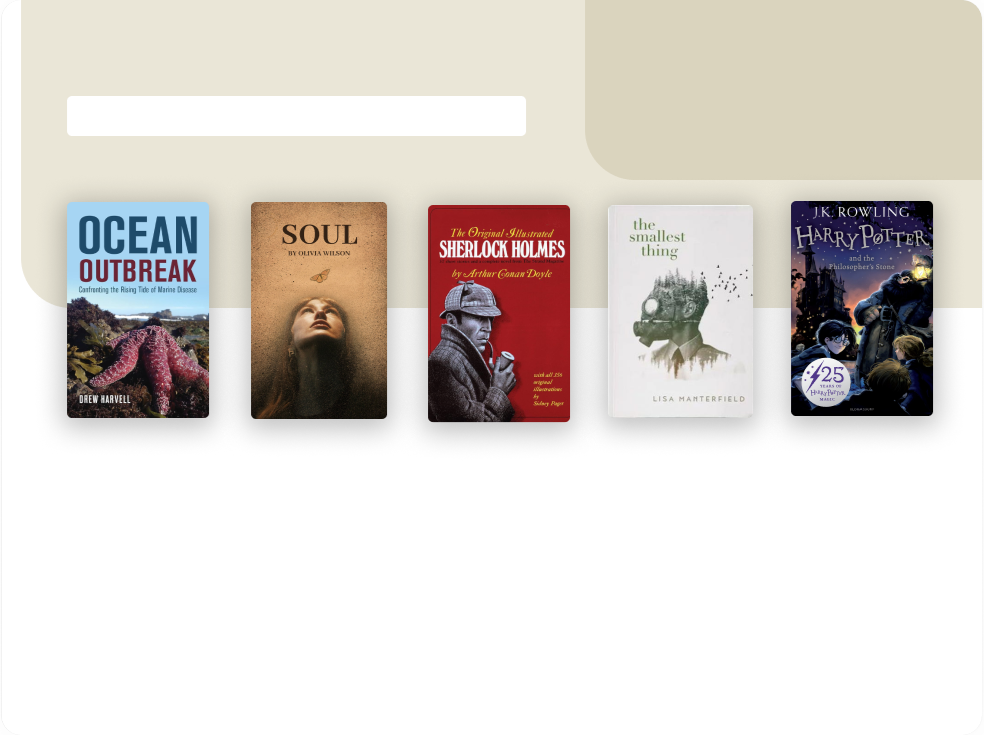 OCEAN
OUTBREAK
Confronting the Rising Tide of Marine Disease
DREW HARVELL
SOUL
BY OLIVIA WILSON
The Original Illustrated
SHERLOCK HOLMES
by Arthur Conan Doyle
with all 356
original
illustrations
by
Sidney Paget
the
smallest
thing
LISA MANTERFIELD
J.K. ROWLING
HARRY POTTER
and the
Philosopher's Stone
25
YEARS OF
HARRY POTTER
MAGIC
BLOOMSBURY